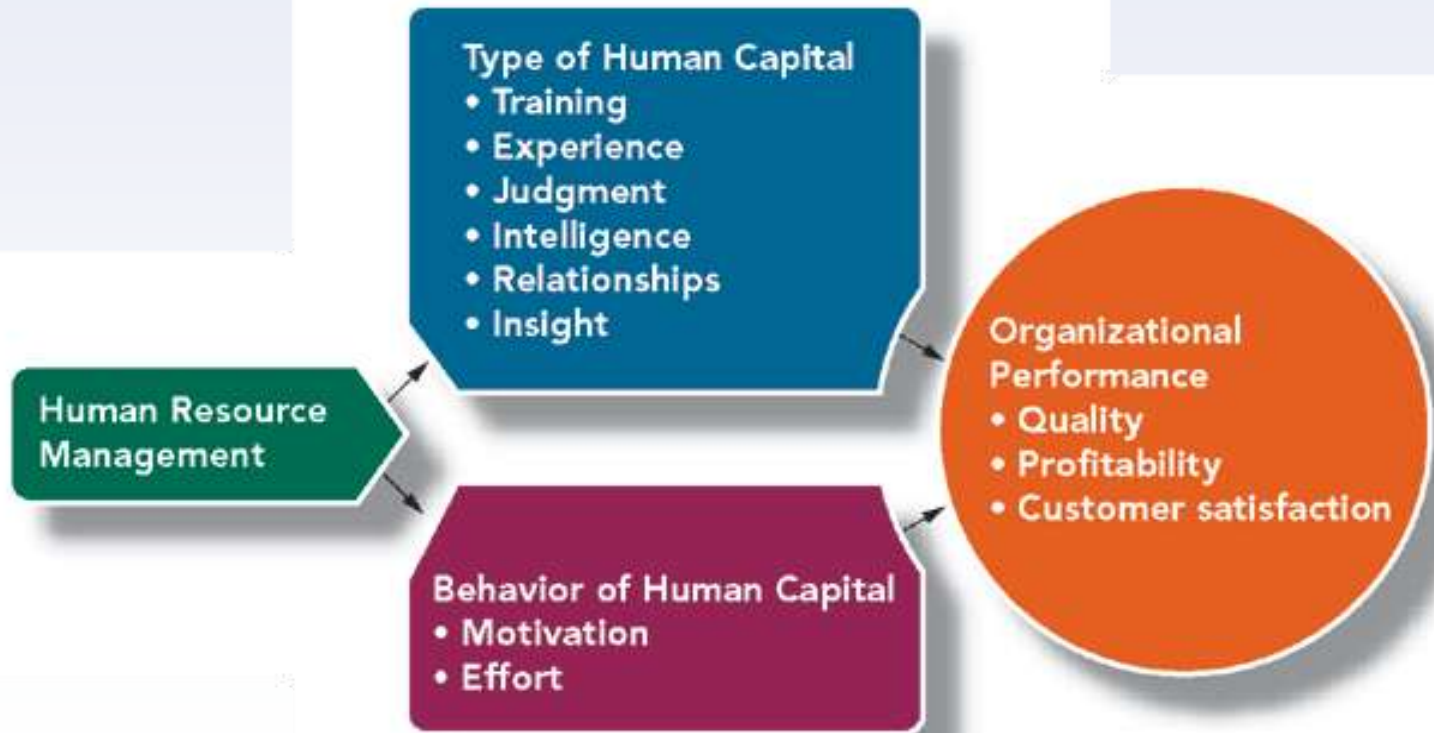 Type of Human Capital
• Training
• Experience
• Judgment
• Intelligence
• Relationships
• Insight
Human Resource
Management
Behavior of Human Capital
• Motivation
• Effort
Organizational
Performance
• Quality
• Profitability
• Customer satisfaction